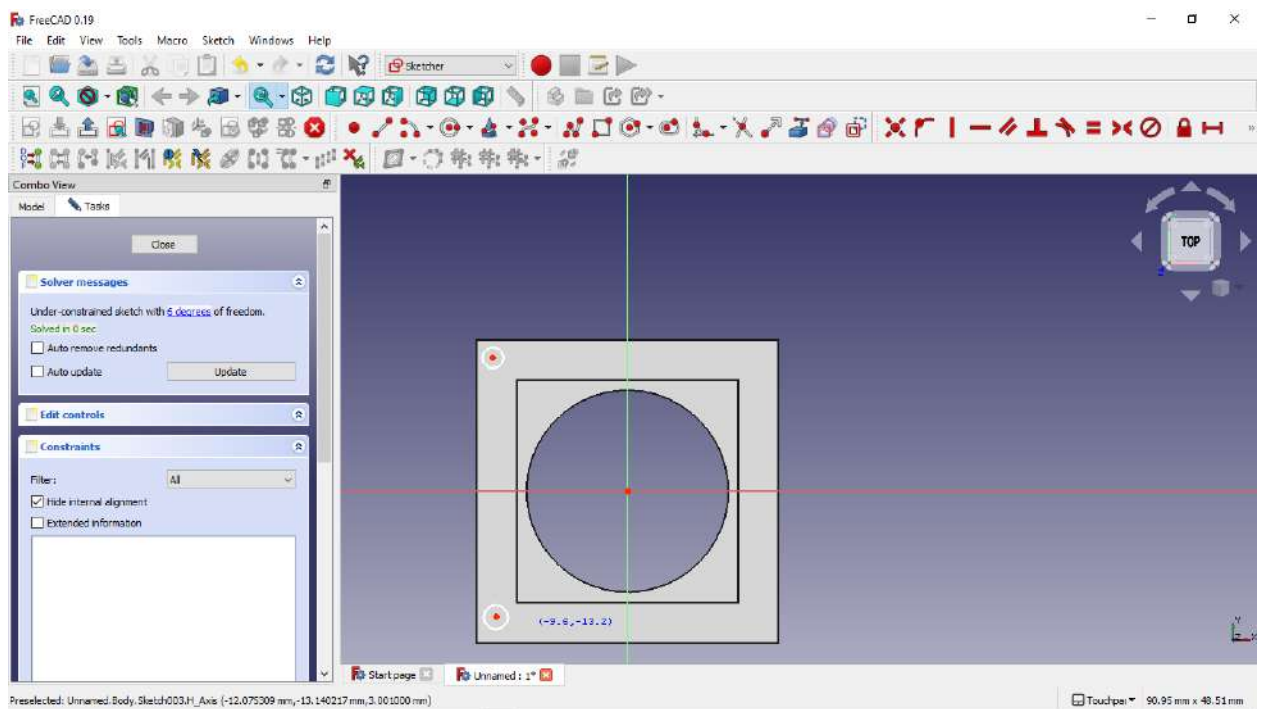 FreeCAD 0.19
File Edit View Tools Macro Sketch Windows Help
Sketcher
Combo View
Model Tasks
Close
Solver messages
Under-constrained sketch with 6 degrees of freedom.
Solved in 0 sec
Auto remove redundants
Auto update Update
Edit controls
Constraints
Filter: All
Hide internal alignment
Extended information
TOP
(-9.6,-13.2)
Y
Z X
Start page Unnamed : 1*
Preselected: Unnamed.Body.Sketch003.H_Axis (-12.075309 mm,-13.140217 mm,3.001000 mm) Touchpad 90.95 mm x 48.51 mm